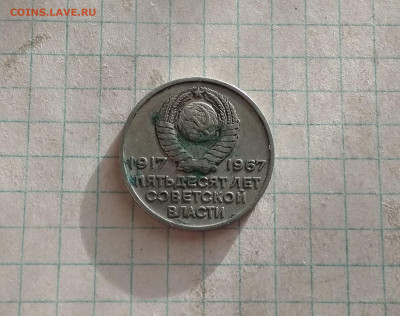 COINS.LAVE.RU
1917 1967
ПЯТЬДЕСЯТ ЛЕТ
СОВЕТСКОЙ
ВЛАСТИ